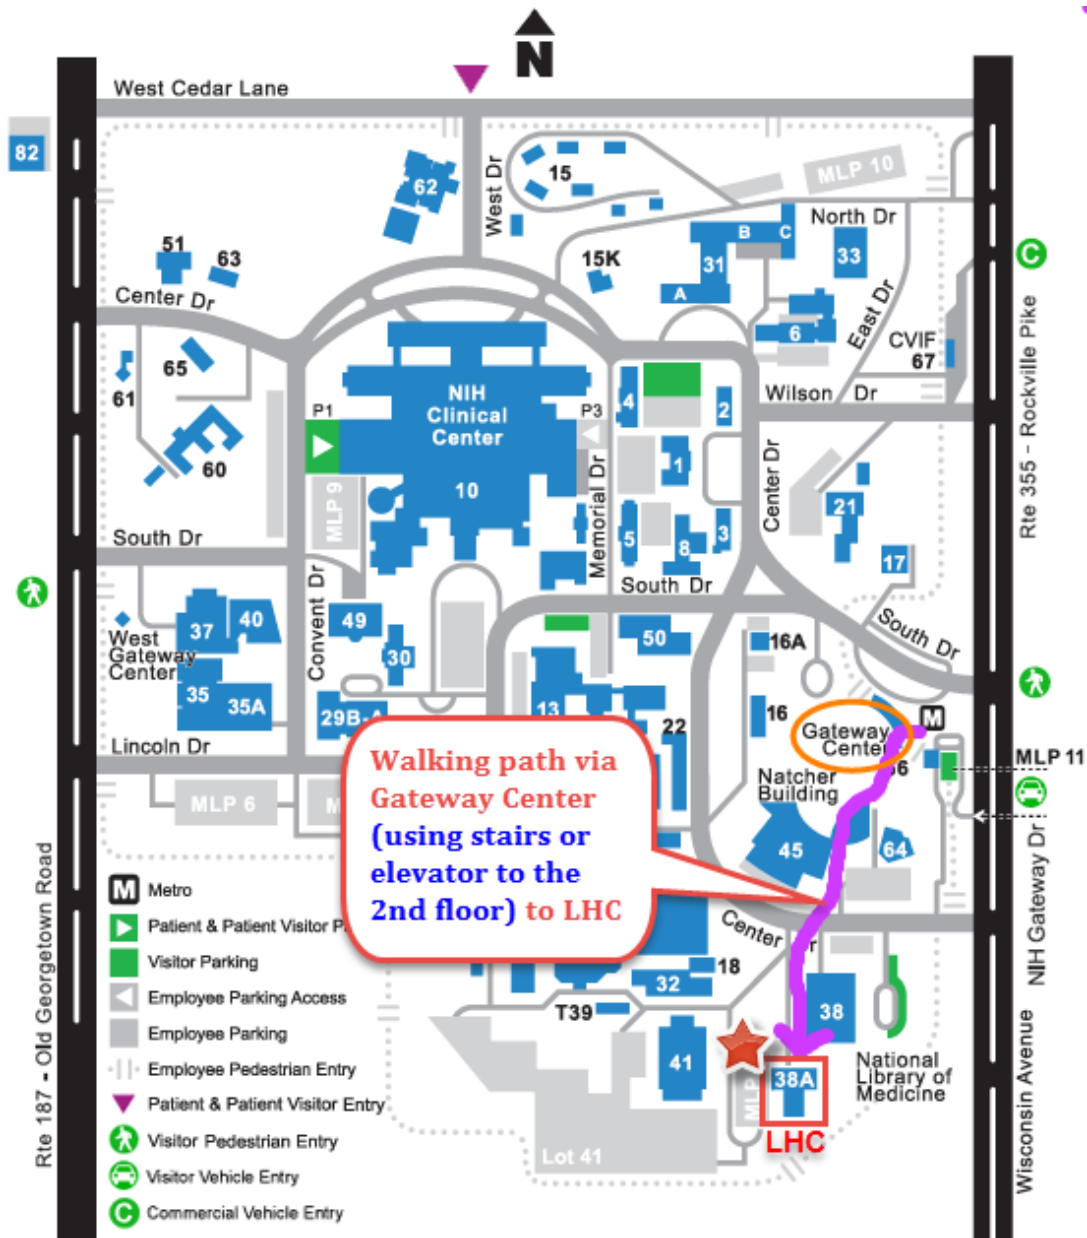 N
West Cedar Lane
82
62
West Dr
15
MLP 10
North Dr
B
C
51
63
15K
31
33
A
Center Dr
East Dr
6
CVIF
67
65
61
NIH
Clinical
Center
4
2
Wilson Dr
P1
P3
60
10
1
MLP 9
Memorial Dr
Center Dr
21
South Dr
5
8
3
17
South Dr
Convent Dr
49
40
37
50
16A
South Dr
West
Gateway
Center
30
35
35A
13
16
Gateway
Center
M
29B-A
22
66
MLP 11
Lincoln Dr
Natcher
Building
MLP 6
45
64
Walking path via
Gateway Center
(using stairs or
elevator to the
2nd floor) to LHC
Center Dr
18
32
T39
38
41
38A
MLP
National
Library of
Medicine
LHC
Lot 41
M Metro
Patient & Patient Visitor P
Visitor Parking
Employee Parking Access
Employee Parking
Employee Pedestrian Entry
Patient & Patient Visitor Entry
Visitor Pedestrian Entry
Visitor Vehicle Entry
C Commercial Vehicle Entry
Rte 187 - Old Georgetown Road
C
Rte 355 - Rockville Pike
NIH Gateway Dr
Wisconsin Avenue